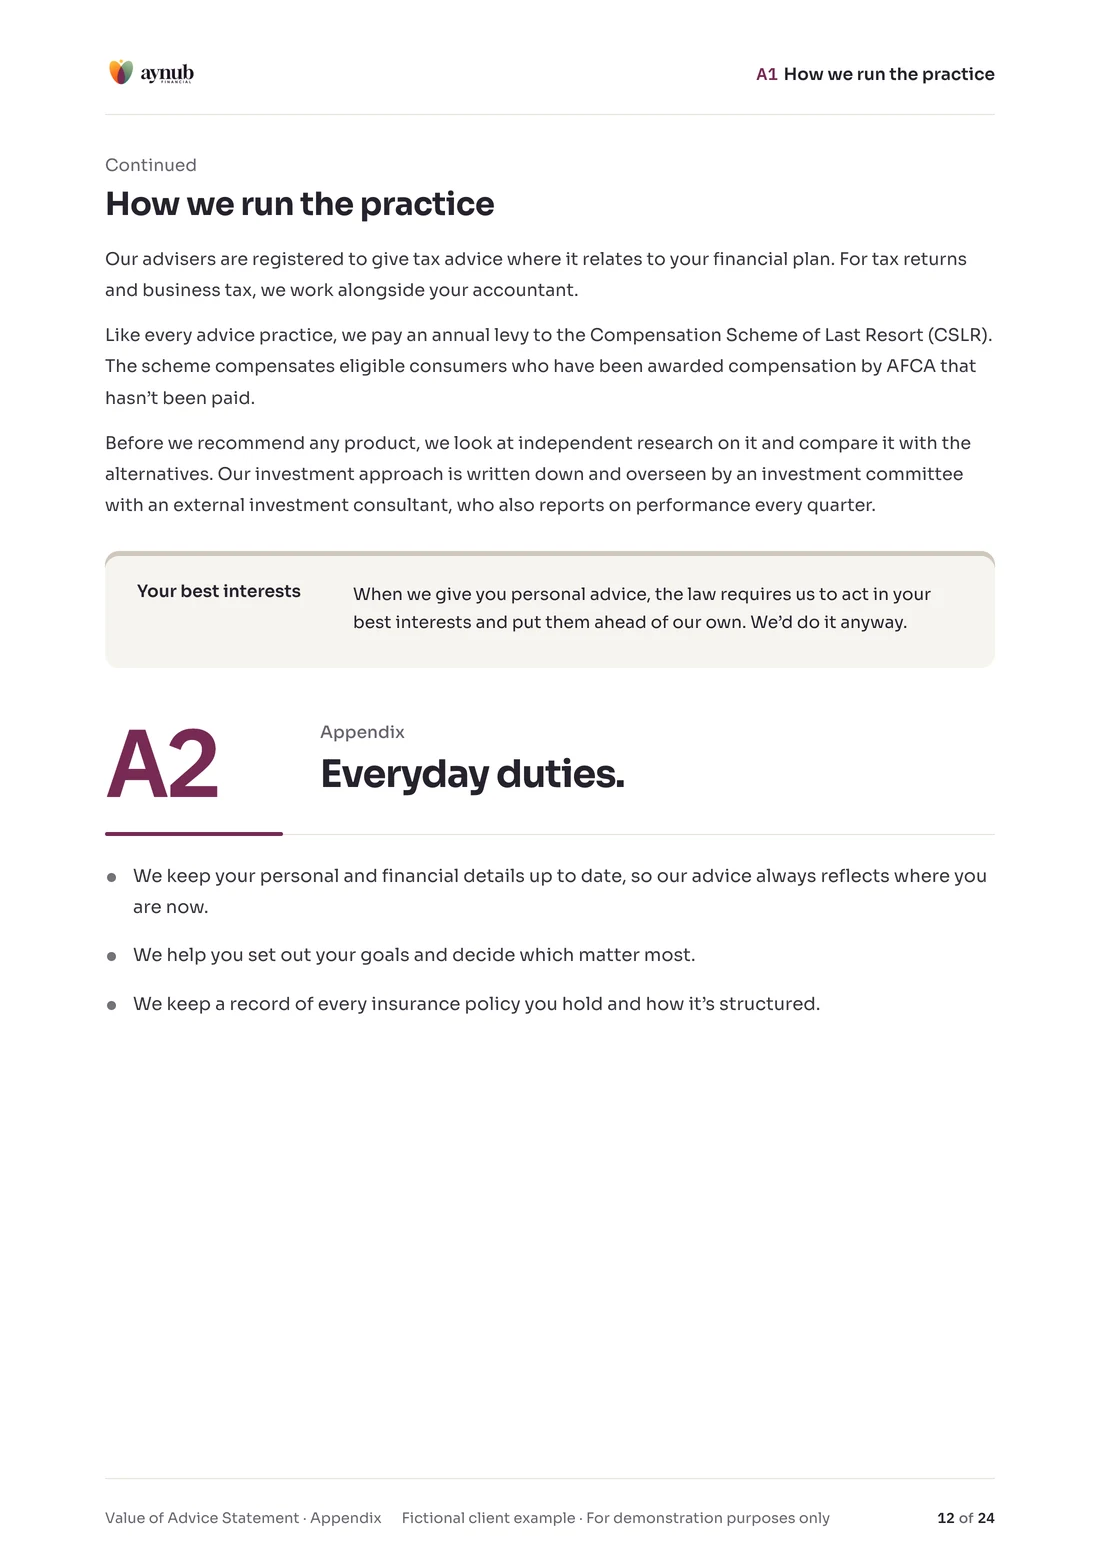 aynub
FINANCIAL
A1 How we run the practice
Continued
How we run the practice
Our advisers are registered to give tax advice where it relates to your financial plan. For tax returns
and business tax, we work alongside your accountant.
Like every advice practice, we pay an annual levy to the Compensation Scheme of Last Resort (CSLR).
The scheme compensates eligible consumers who have been awarded compensation by AFCA that
hasn’t been paid.
Before we recommend any product, we look at independent research on it and compare it with the
alternatives. Our investment approach is written down and overseen by an investment committee
with an external investment consultant, who also reports on performance every quarter.
Your best interests
When we give you personal advice, the law requires us to act in your
best interests and put them ahead of our own. We’d do it anyway.
A2
Appendix
Everyday duties.
● We keep your personal and financial details up to date, so our advice always reflects where you
are now.
● We help you set out your goals and decide which matter most.
● We keep a record of every insurance policy you hold and how it’s structured.
Value of Advice Statement · Appendix Fictional client example · For demonstration purposes only 12 of 24